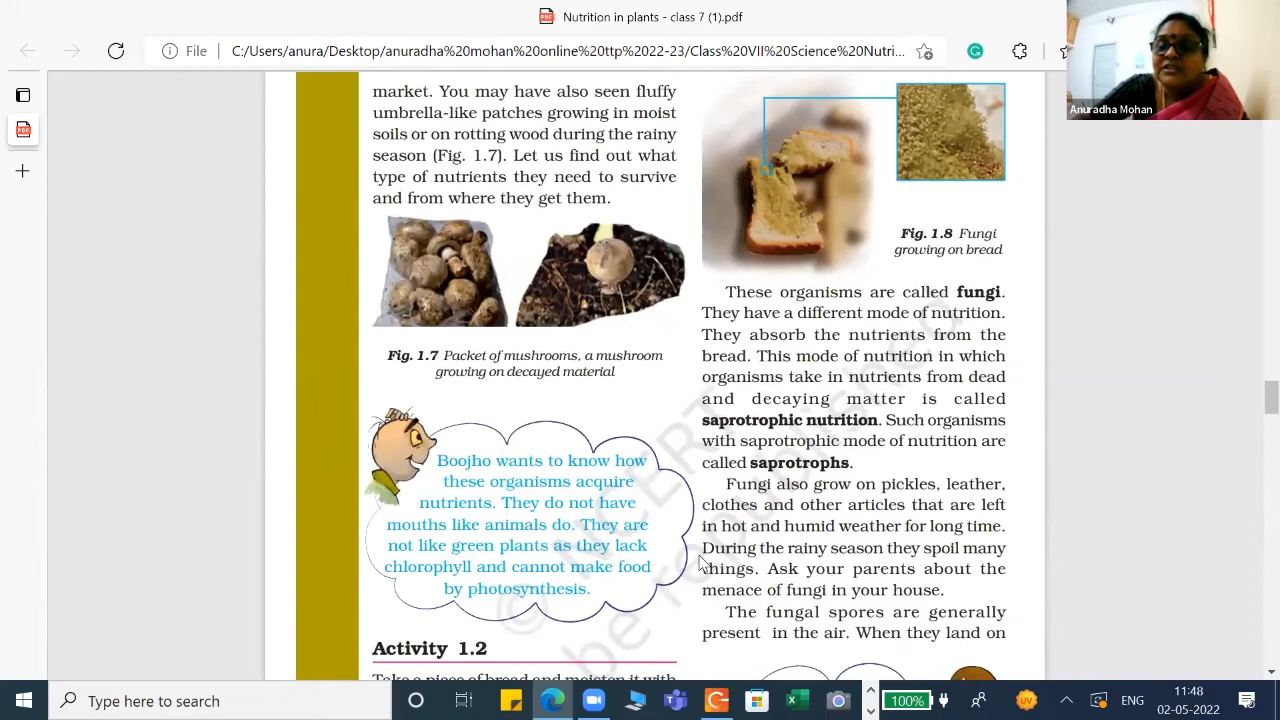 Nutrition in plants - class 7 (1).pdf
File
C:/Users/anura/Desktop/anuradha%20mohan%20online%20ttp%2022-23/Class%20VII%20Science%20Nutri...
Anuradha Mohan
market. You may have also seen fluffy
umbrella-like patches growing in moist
soils or on rotting wood during the rainy
season (Fig. 1.7). Let us find out what
type of nutrients they need to survive
and from where they get them.
Fig. 1.7 Packet of mushrooms, a mushroom
growing on decayed material
Boojho wants to know how
these organisms acquire
nutrients. They do not have
mouths like animals do. They are
not like green plants as they lack
chlorophyll and cannot make food
by photosynthesis.
Activity 1.2
Take a piece of bread and moisten it with
Fig. 1.8 Fungi
growing on bread
These organisms are called fungi.
They have a different mode of nutrition.
They absorb the nutrients from the
bread. This mode of nutrition in which
organisms take in nutrients from dead
and decaying matter is called
saprotrophic nutrition. Such organisms
with saprotrophic mode of nutrition are
called saprotrophs.
Fungi also grow on pickles, leather,
clothes and other articles that are left
in hot and humid weather for long time.
During the rainy season they spoil many
things. Ask your parents about the
menace of fungi in your house.
The fungal spores are generally
present in the air. When they land on
© NCERT
be republished
Type here to search
100%
UV
ENG
11:48
02-05-2022